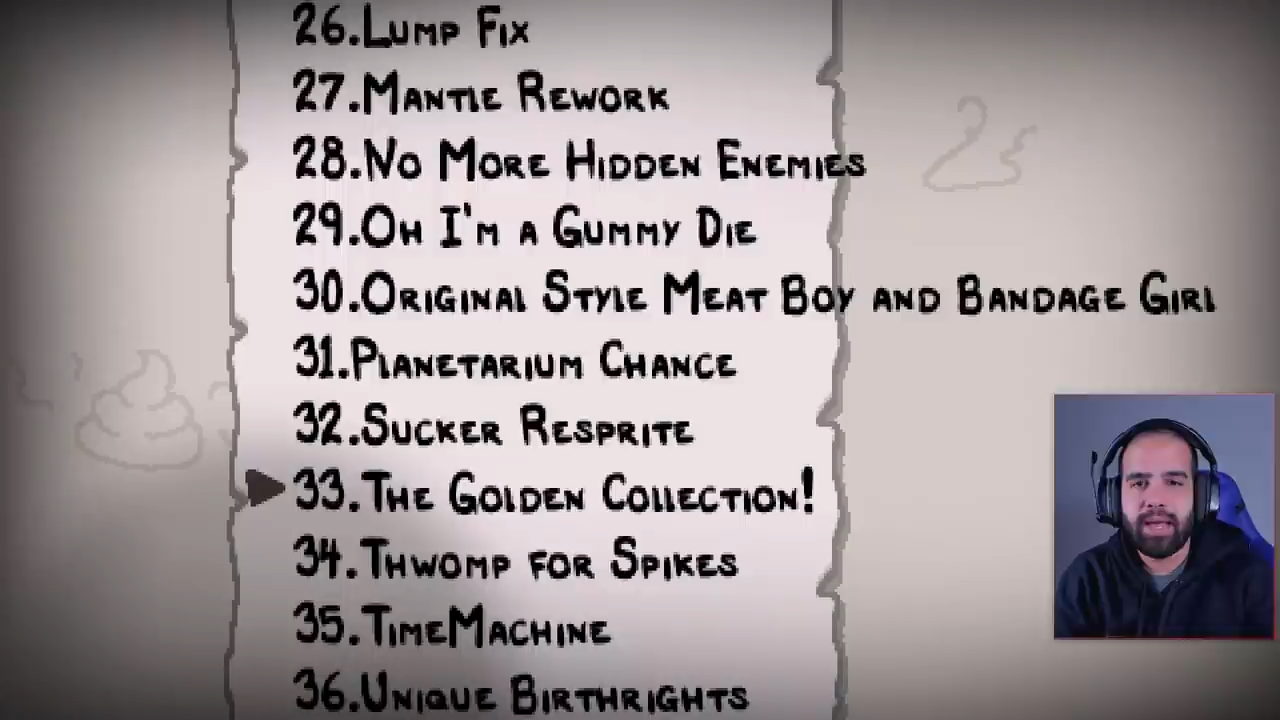 26.Lump Fix
27.Mantle Rework
28.No More Hidden Enemies
29.Oh I'm a Gummy Die
30.Original Style Meat Boy and Bandage Girl
31.Planetarium Chance
32.Sucker Resprite
33.The Golden Collection!
34.Thwomp for Spikes
35.TimeMachine
36.Unique Birthrights